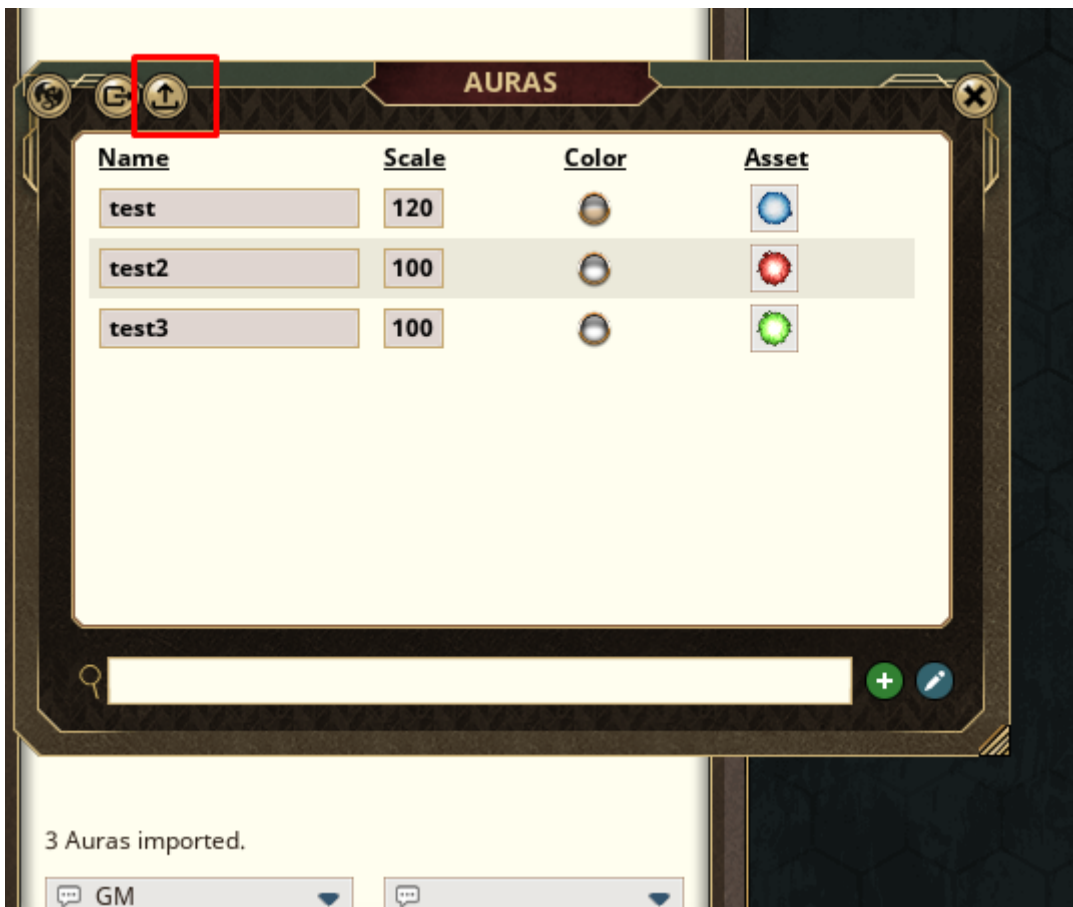 AURAS
Name Scale Color Asset
test 120
test2 100
test3 100
3 Auras imported.
GM